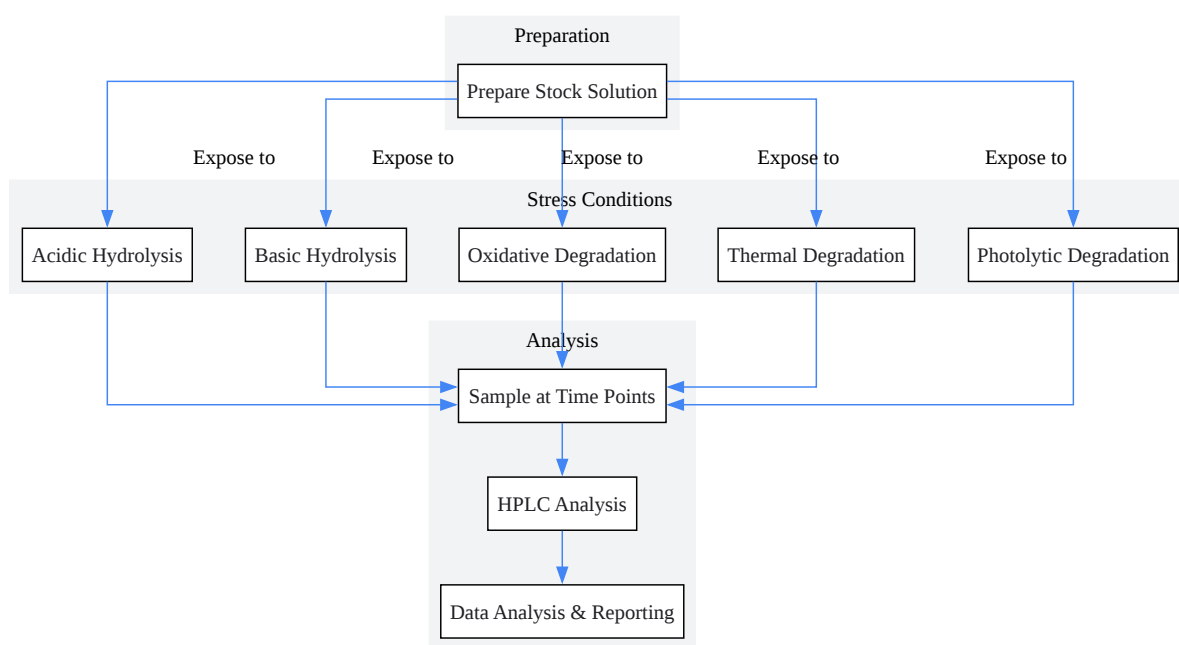 Preparation
Prepare Stock Solution
Expose to
Expose to
Expose to
Expose to
Expose to
Stress Conditions
Acidic Hydrolysis
Basic Hydrolysis
Oxidative Degradation
Thermal Degradation
Photolytic Degradation
Analysis
Sample at Time Points
HPLC Analysis
Data Analysis & Reporting